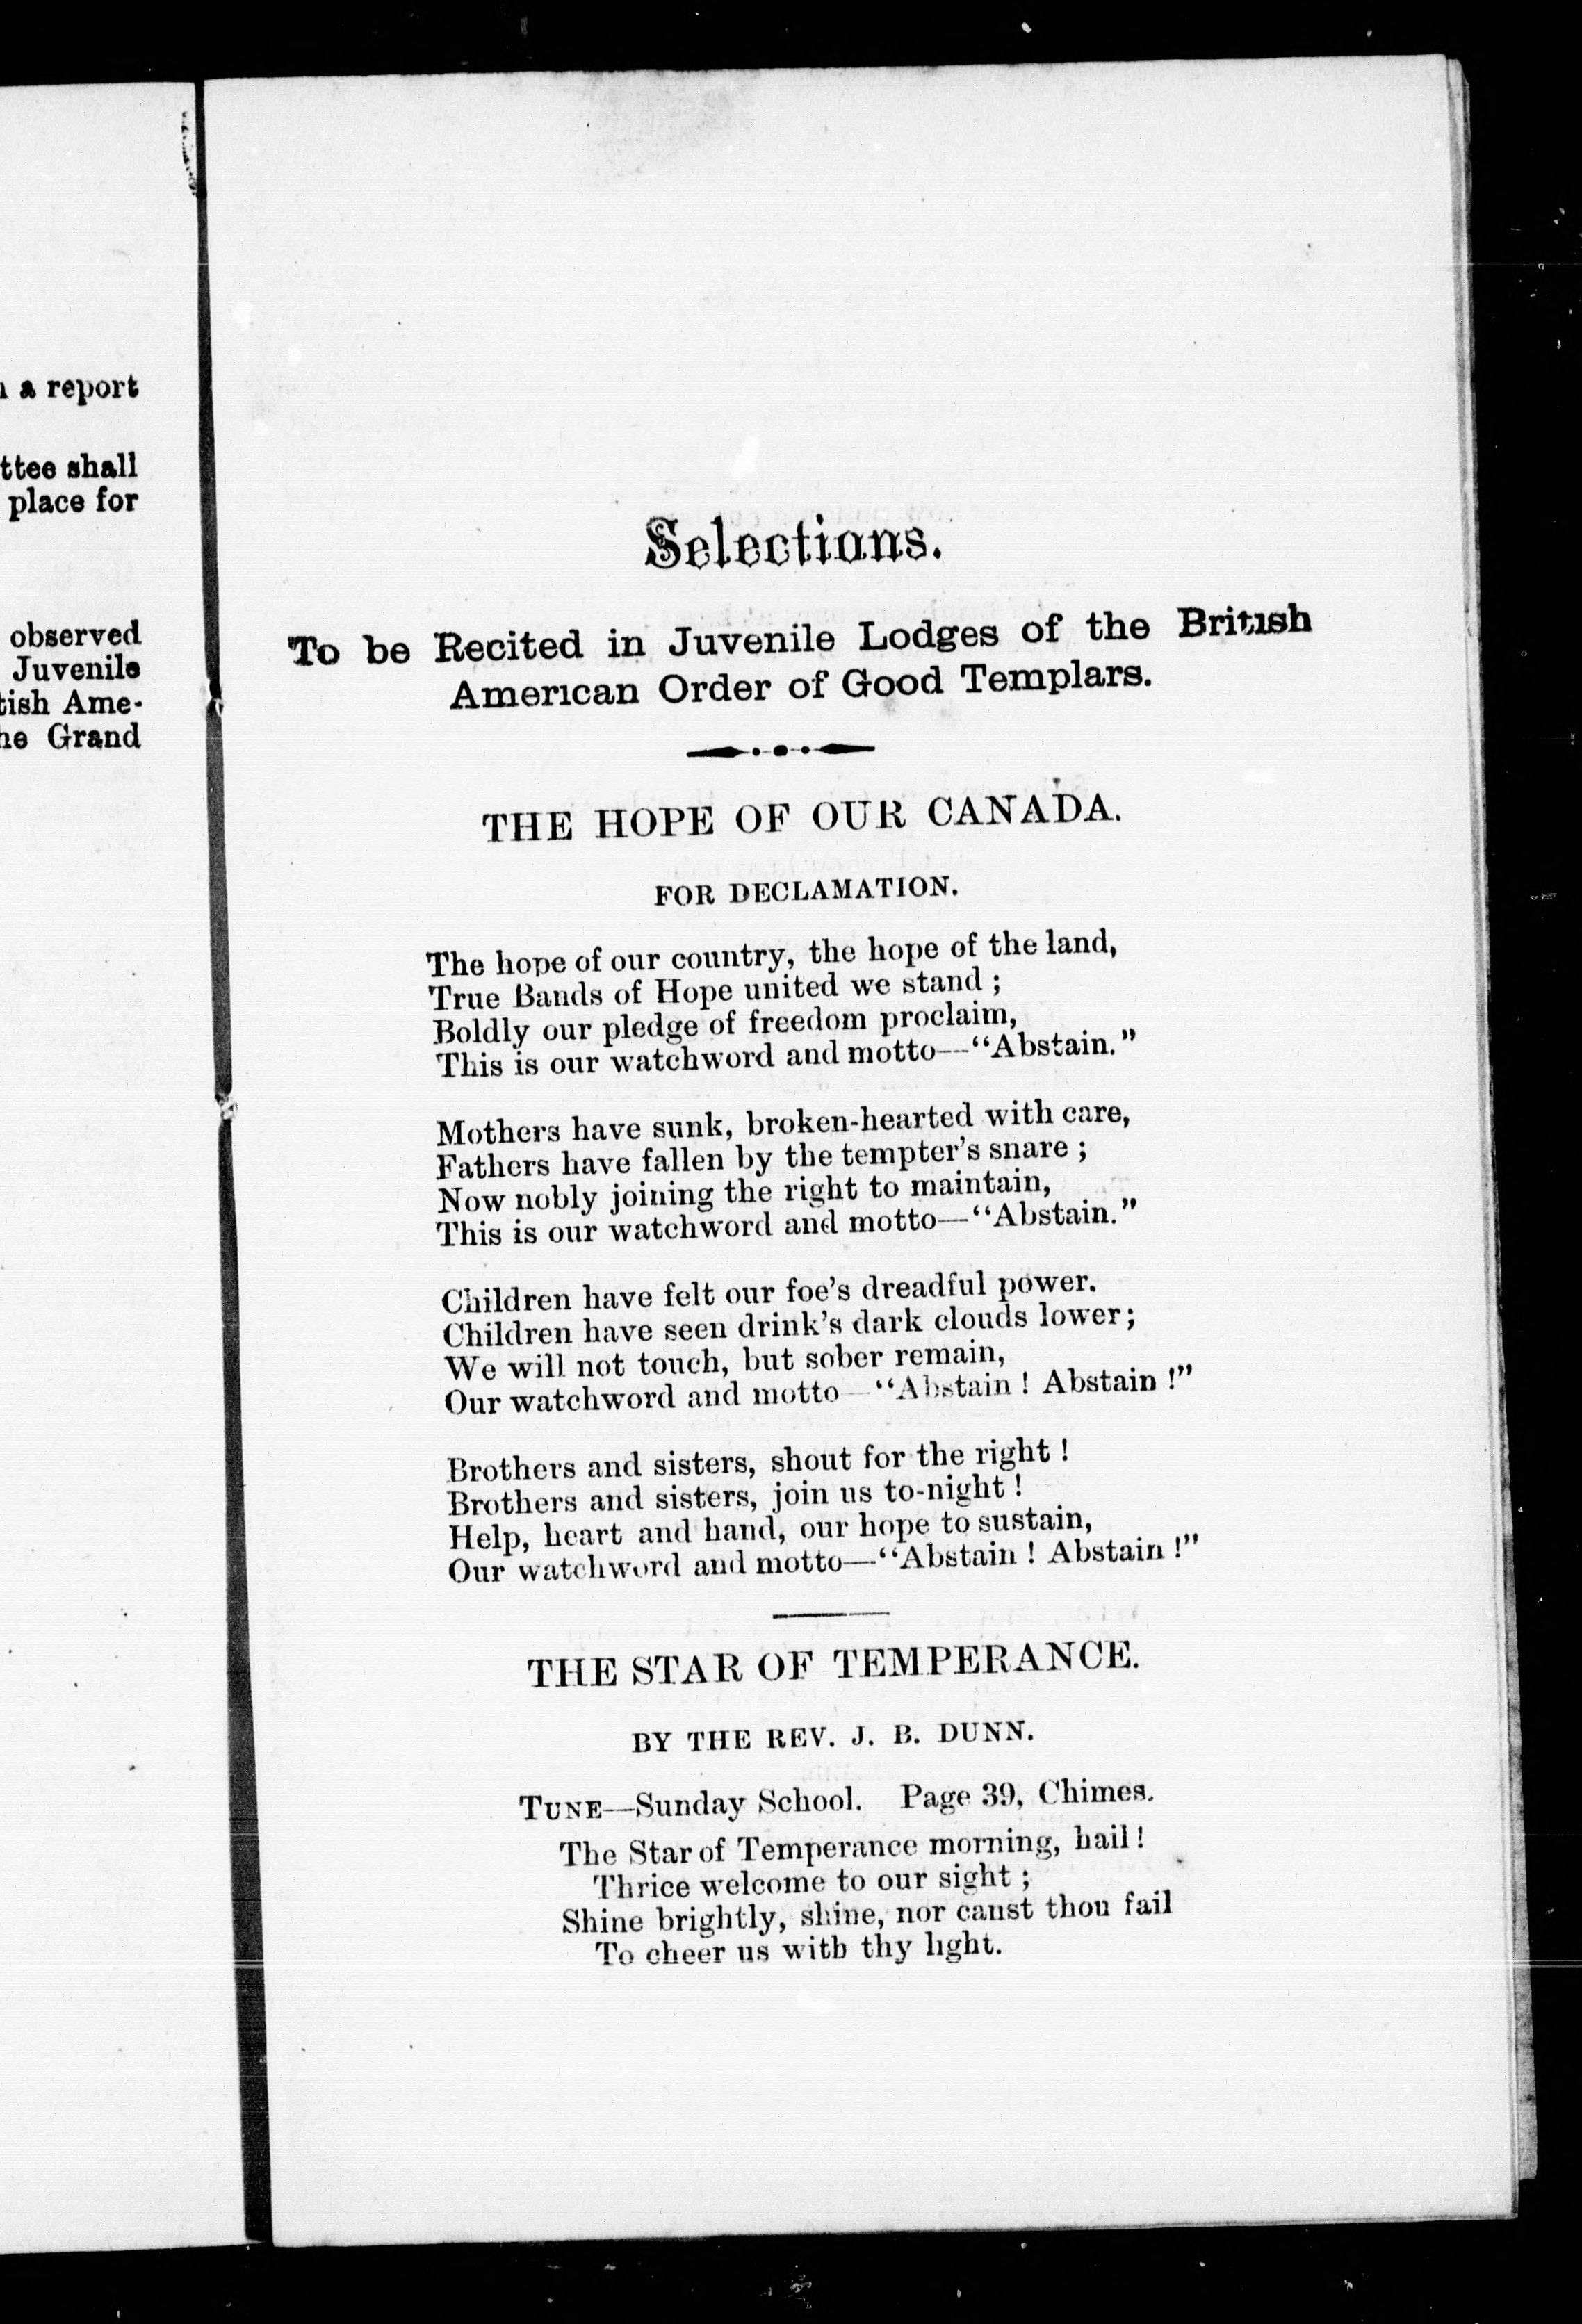 a report
ttee shall
place for
observed
Juvenile
tish Ame-
he Grand
Selections.
To be Recited in Juvenile Lodges of the British
American Order of Good Templars.
THE HOPE OF OUR CANADA.
FOR DECLAMATION.
The hope of our country, the hope of the land,
True Bands of Hope united we stand ;
Boldly our pledge of freedom proclaim,
This is our watchword and motto—"Abstain."
Mothers have sunk, broken-hearted with care,
Fathers have fallen by the tempter's snare ;
Now nobly joining the right to maintain,
This is our watchword and motto—"Abstain."
Children have felt our foe's dreadful power.
Children have seen drink's dark clouds lower;
We will not touch, but sober remain,
Our watchword and motto—"Abstain ! Abstain !"
Brothers and sisters, shout for the right !
Brothers and sisters, join us to-night !
Help, heart and hand, our hope to sustain,
Our watchword and motto—"Abstain ! Abstain !"
THE STAR OF TEMPERANCE.
BY THE REV. J. B. DUNN.
TUNE—Sunday School. Page 39, Chimes.
The Star of Temperance morning, hail !
Thrice welcome to our sight ;
Shine brightly, shine, nor canst thou fail
To cheer us with thy light.